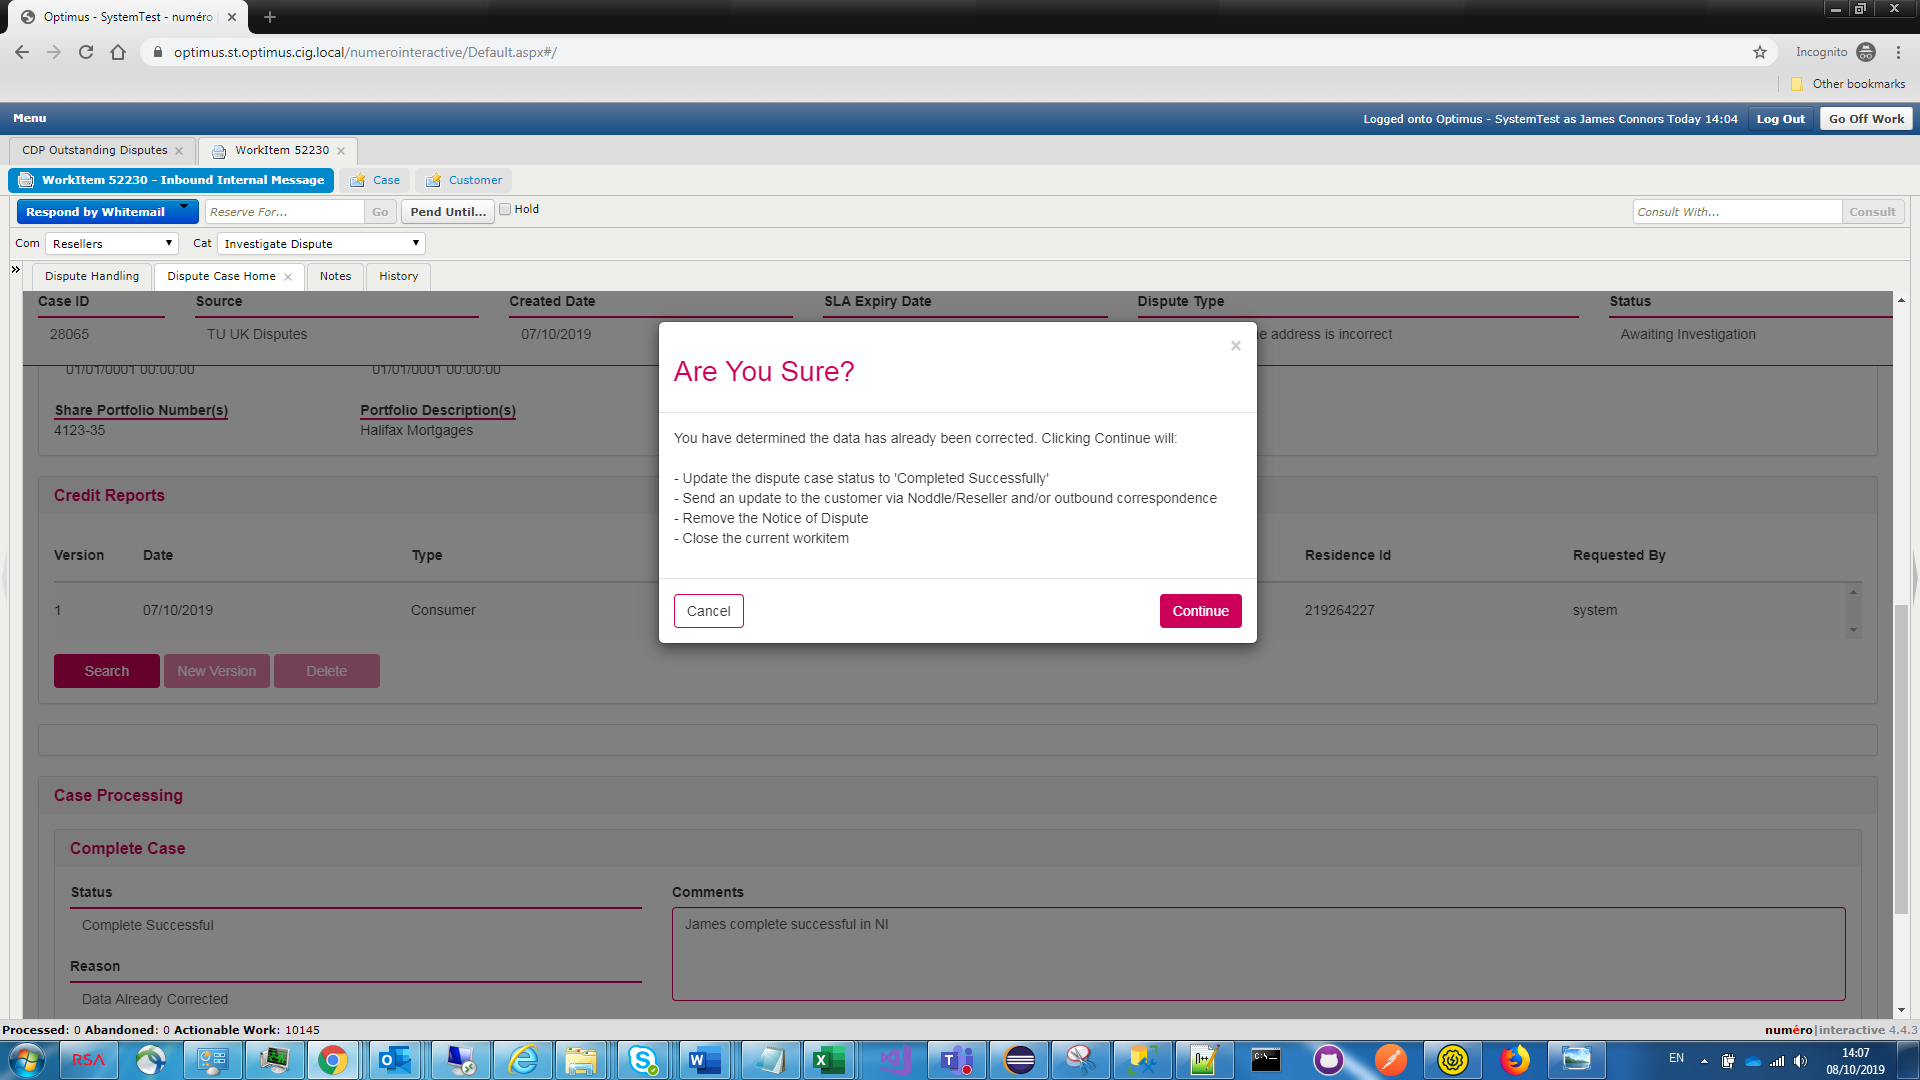 Optimus - SystemTest - numéro
optimus.st.optimus.cig.local/numerointeractive/Default.aspx#/
Incognito
Other bookmarks
Menu
Logged onto Optimus - SystemTest as James Connors Today 14:04
Log Out
Go Off Work
CDP Outstanding Disputes
WorkItem 52230
WorkItem 52230 - Inbound Internal Message
Case
Customer
Respond by Whitemail
Reserve For...
Go
Pend Until...
Hold
Consult With...
Consult
Com
Resellers
Cat
Investigate Dispute
Dispute Handling
Dispute Case Home
Notes
History
Case ID
Source
Created Date
SLA Expiry Date
Dispute Type
Status
28065
TU UK Disputes
07/10/2019
e address is incorrect
Awaiting Investigation
01/01/0001 00:00:00
01/01/0001 00:00:00
Share Portfolio Number(s)
Portfolio Description(s)
4123-35
Halifax Mortgages
Are You Sure?
You have determined the data has already been corrected. Clicking Continue will:
- Update the dispute case status to 'Completed Successfully'
- Send an update to the customer via Noddle/Reseller and/or outbound correspondence
- Remove the Notice of Dispute
- Close the current workitem
Cancel
Continue
Credit Reports
Version
Date
Type
Residence Id
Requested By
1
07/10/2019
Consumer
219264227
system
Search
New Version
Delete
Case Processing
Complete Case
Status
Comments
Complete Successful
James complete successful in NI
Reason
Data Already Corrected
Processed: 0 Abandoned: 0 Actionable Work: 10145
numéro|interactive 4.4.3
RSA
EN
14:07
08/10/2019